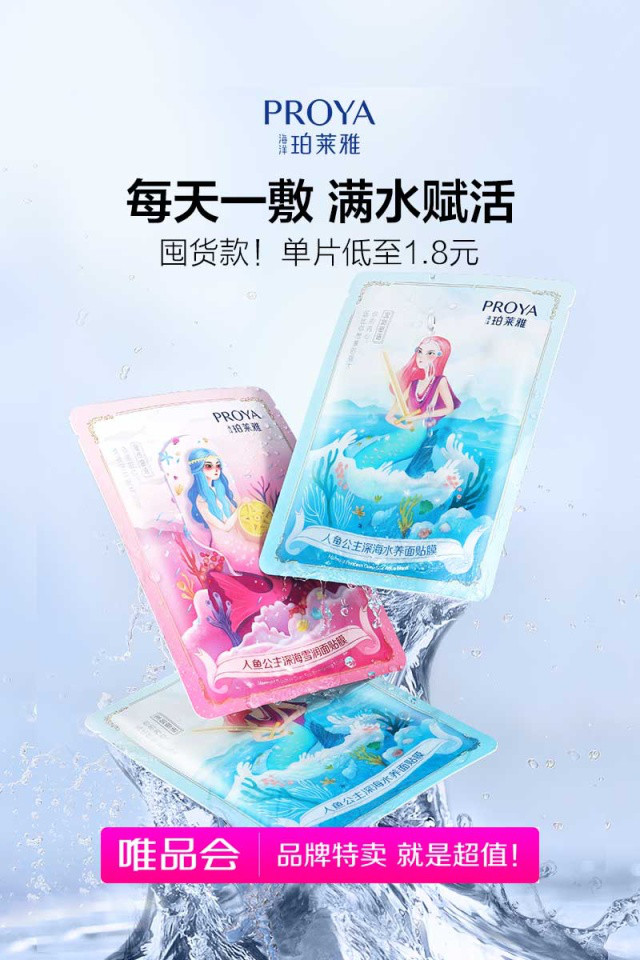 PROYA
海洋 珀莱雅
每天一敷 满水赋活
囤货款！单片低至1.8元
PROYA
珀莱雅
人鱼公主深海水养面贴膜
PROYA
珀莱雅
人鱼公主深海雪润面贴膜
人鱼公主深海水养面贴膜
唯品会 品牌特卖 就是超值！